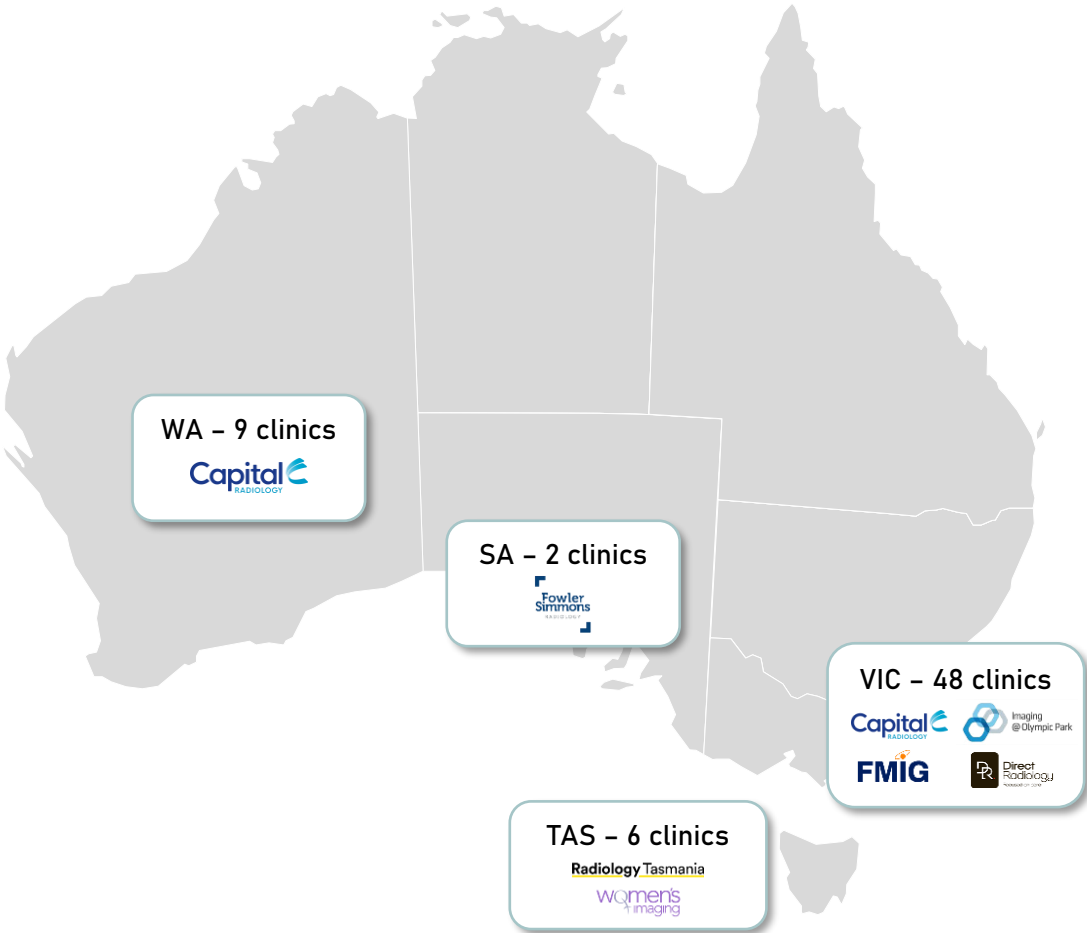 WA – 9 clinics
Capital
RADIOLOGY
SA – 2 clinics
Fowler
Simmons
RADIOLOGY
VIC – 48 clinics
Capital
RADIOLOGY
Imaging
@Olympic Park
FMIG
DR
Direct
Radiology
TAS – 6 clinics
Radiology Tasmania
women's
imaging